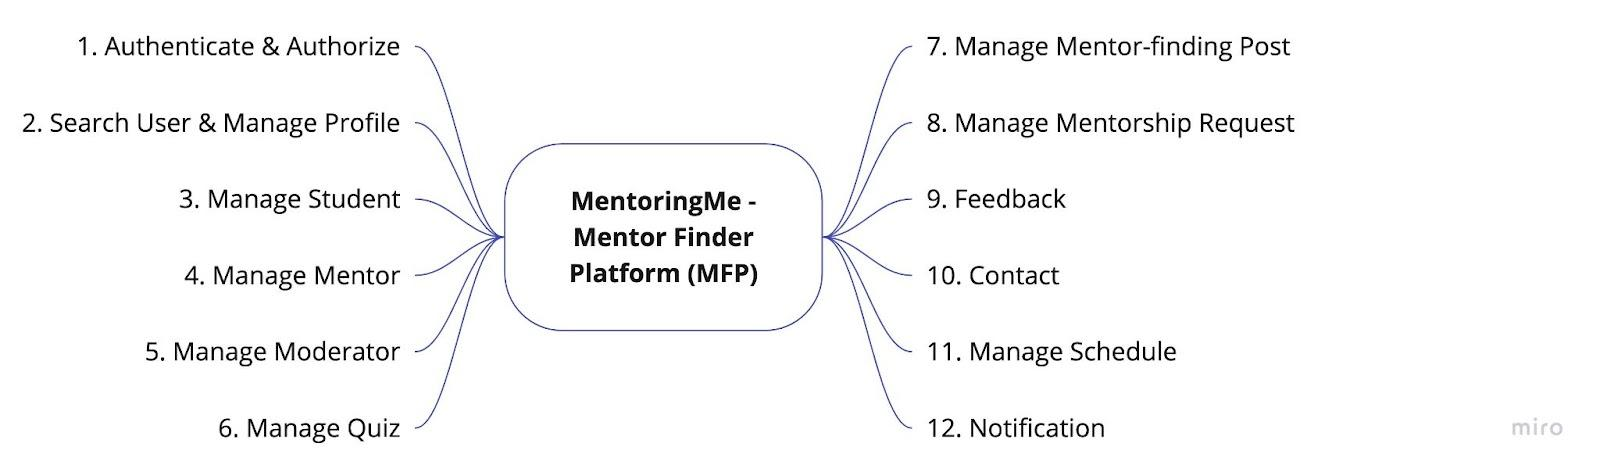 1. Authenticate & Authorize
2. Search User & Manage Profile
3. Manage Student
4. Manage Mentor
5. Manage Moderator
6. Manage Quiz
MentoringMe -
Mentor Finder
Platform (MFP)
7. Manage Mentor-finding Post
8. Manage Mentorship Request
9. Feedback
10. Contact
11. Manage Schedule
12. Notification
miro